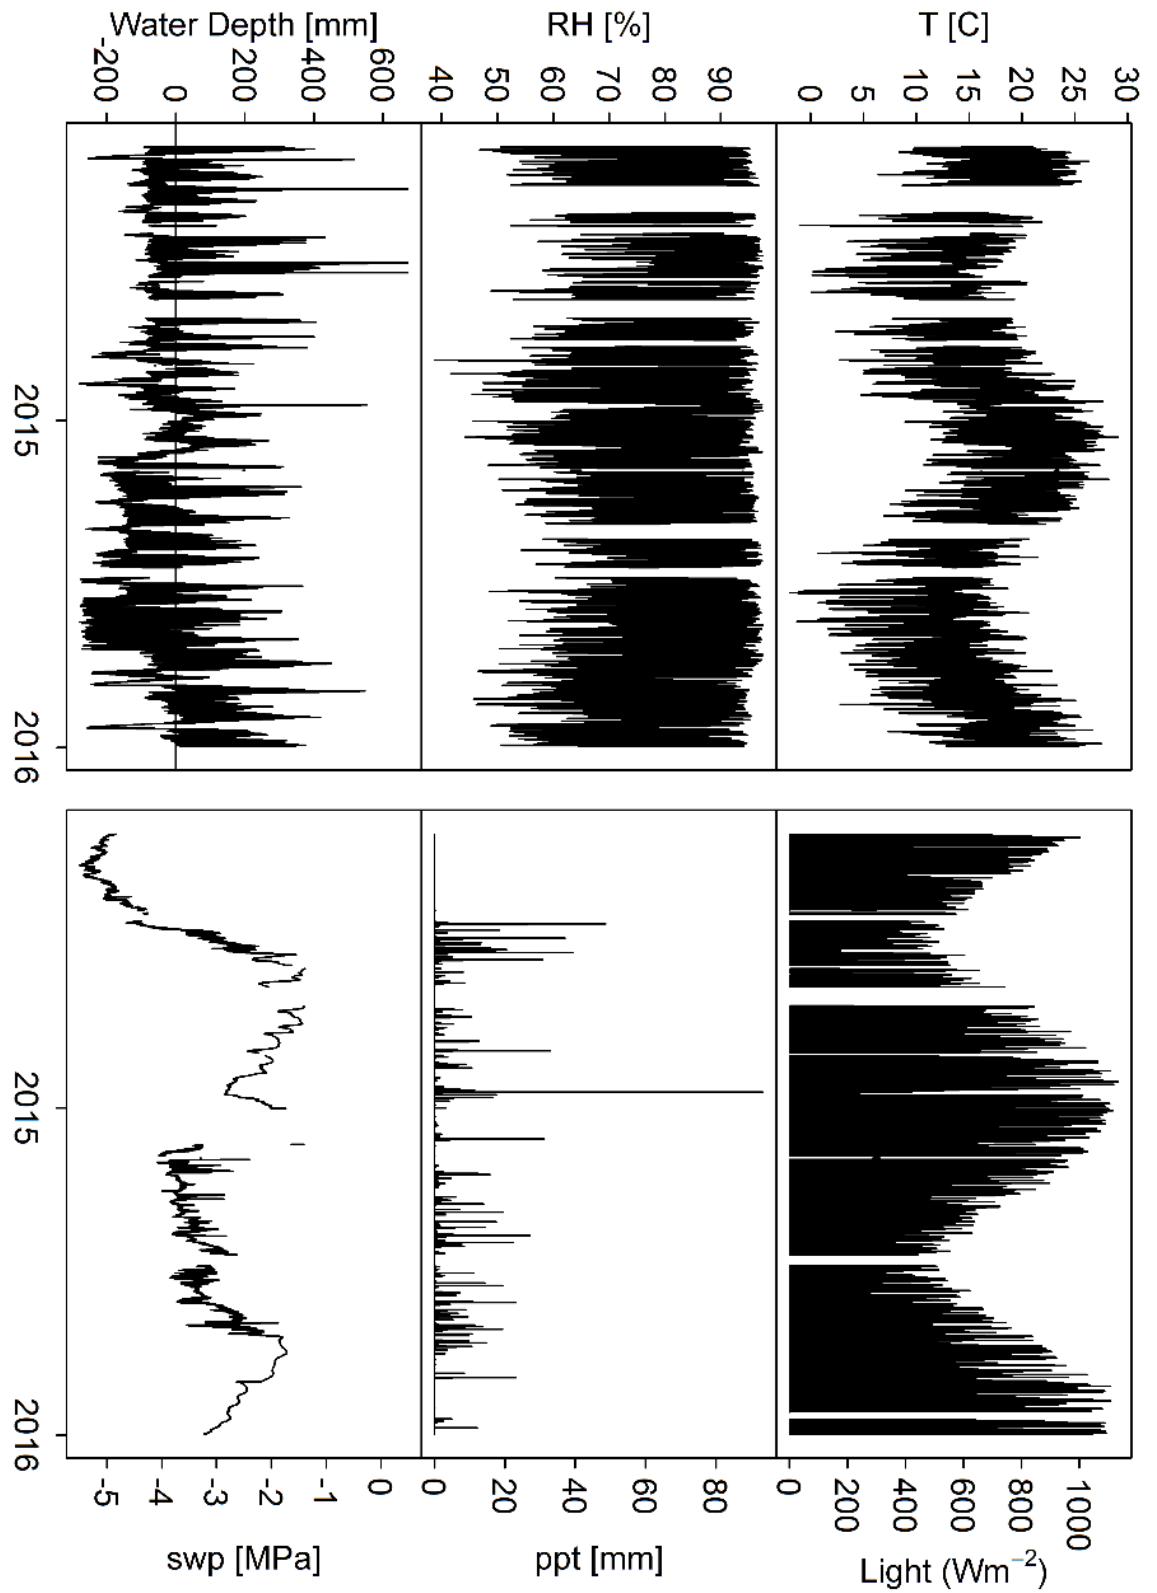 Water Depth [mm]
-200 0 200 400 600
RH [%]
40 50 60 70 80 90
T [C]
0 5 10 15 20 25 30
2015
2016
2015
2016
-5 -4 -3 -2 -1 0
swp [MPa]
0 20 40 60 80
ppt [mm]
0 200 400 600 800 1000
Light (Wm⁻²)